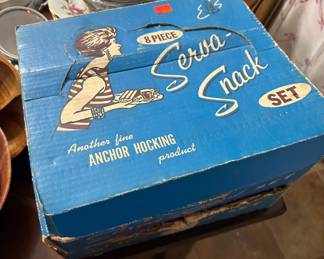 8 PIECE
Serva-
Snack
SET
Another fine
ANCHOR HOCKING
product